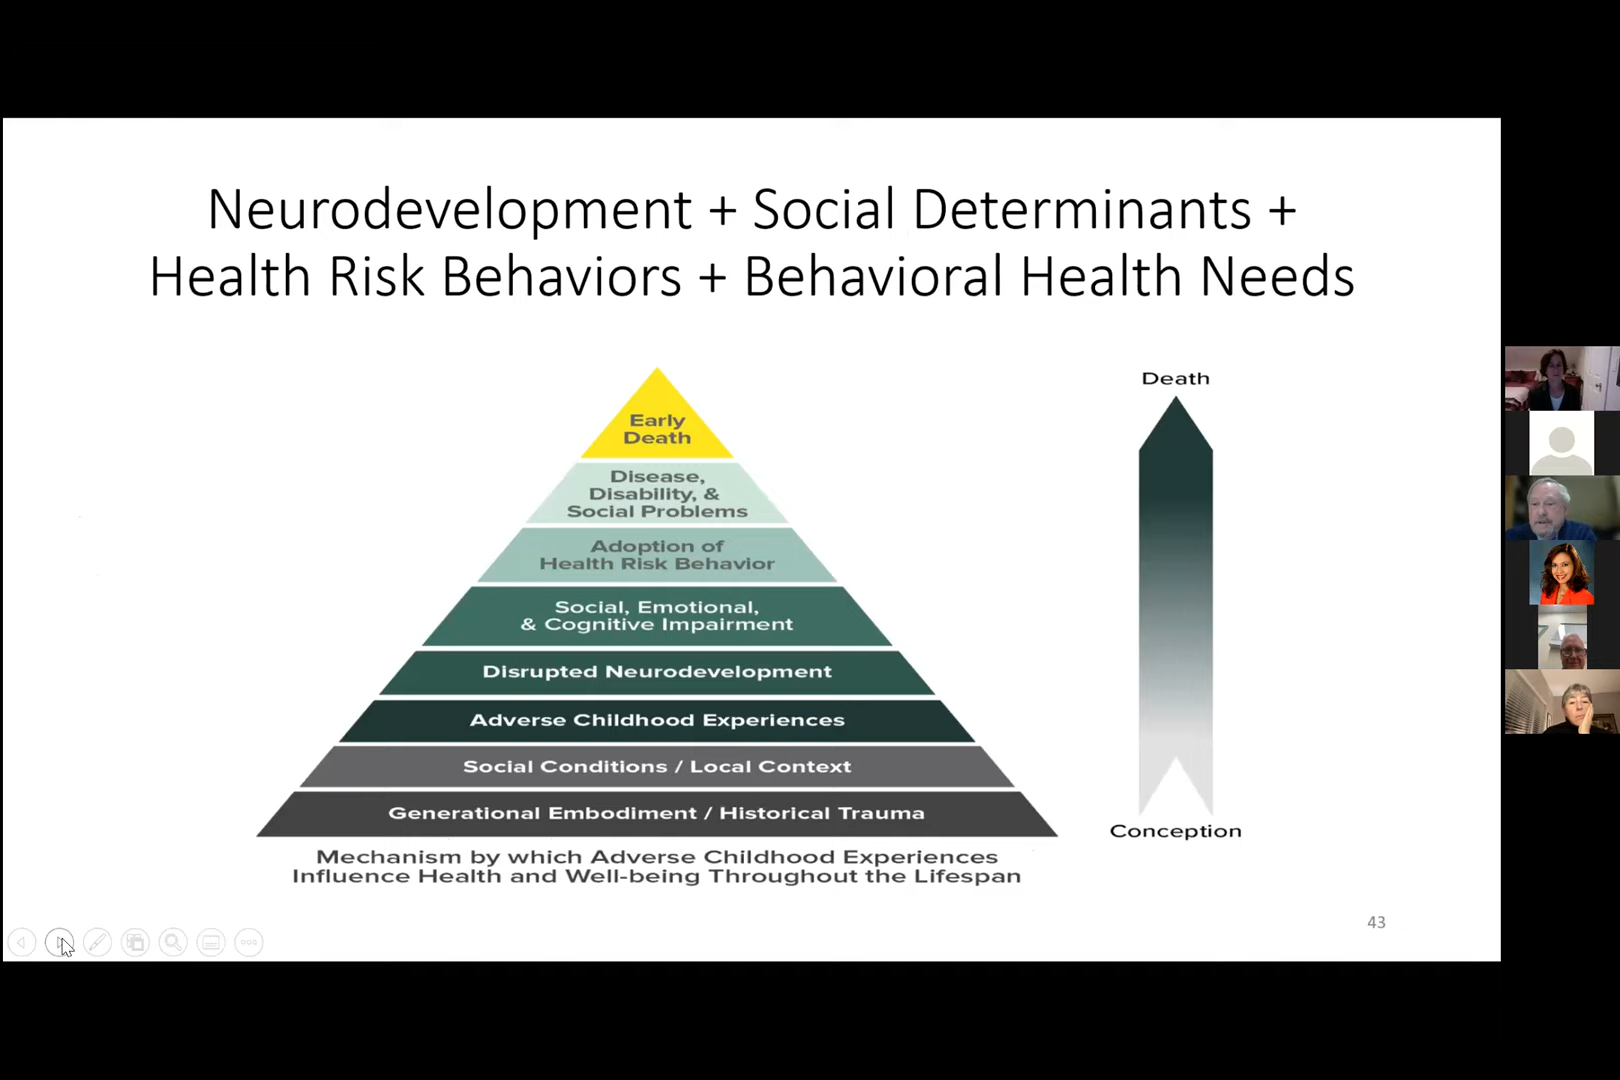 Neurodevelopment + Social Determinants +
Health Risk Behaviors + Behavioral Health Needs
Early
Death
Disease,
Disability, &
Social Problems
Adoption of
Health Risk Behavior
Social, Emotional,
& Cognitive Impairment
Disrupted Neurodevelopment
Adverse Childhood Experiences
Social Conditions / Local Context
Generational Embodiment / Historical Trauma
Mechanism by which Adverse Childhood Experiences
Influence Health and Well-being Throughout the Lifespan
Death
Conception
43